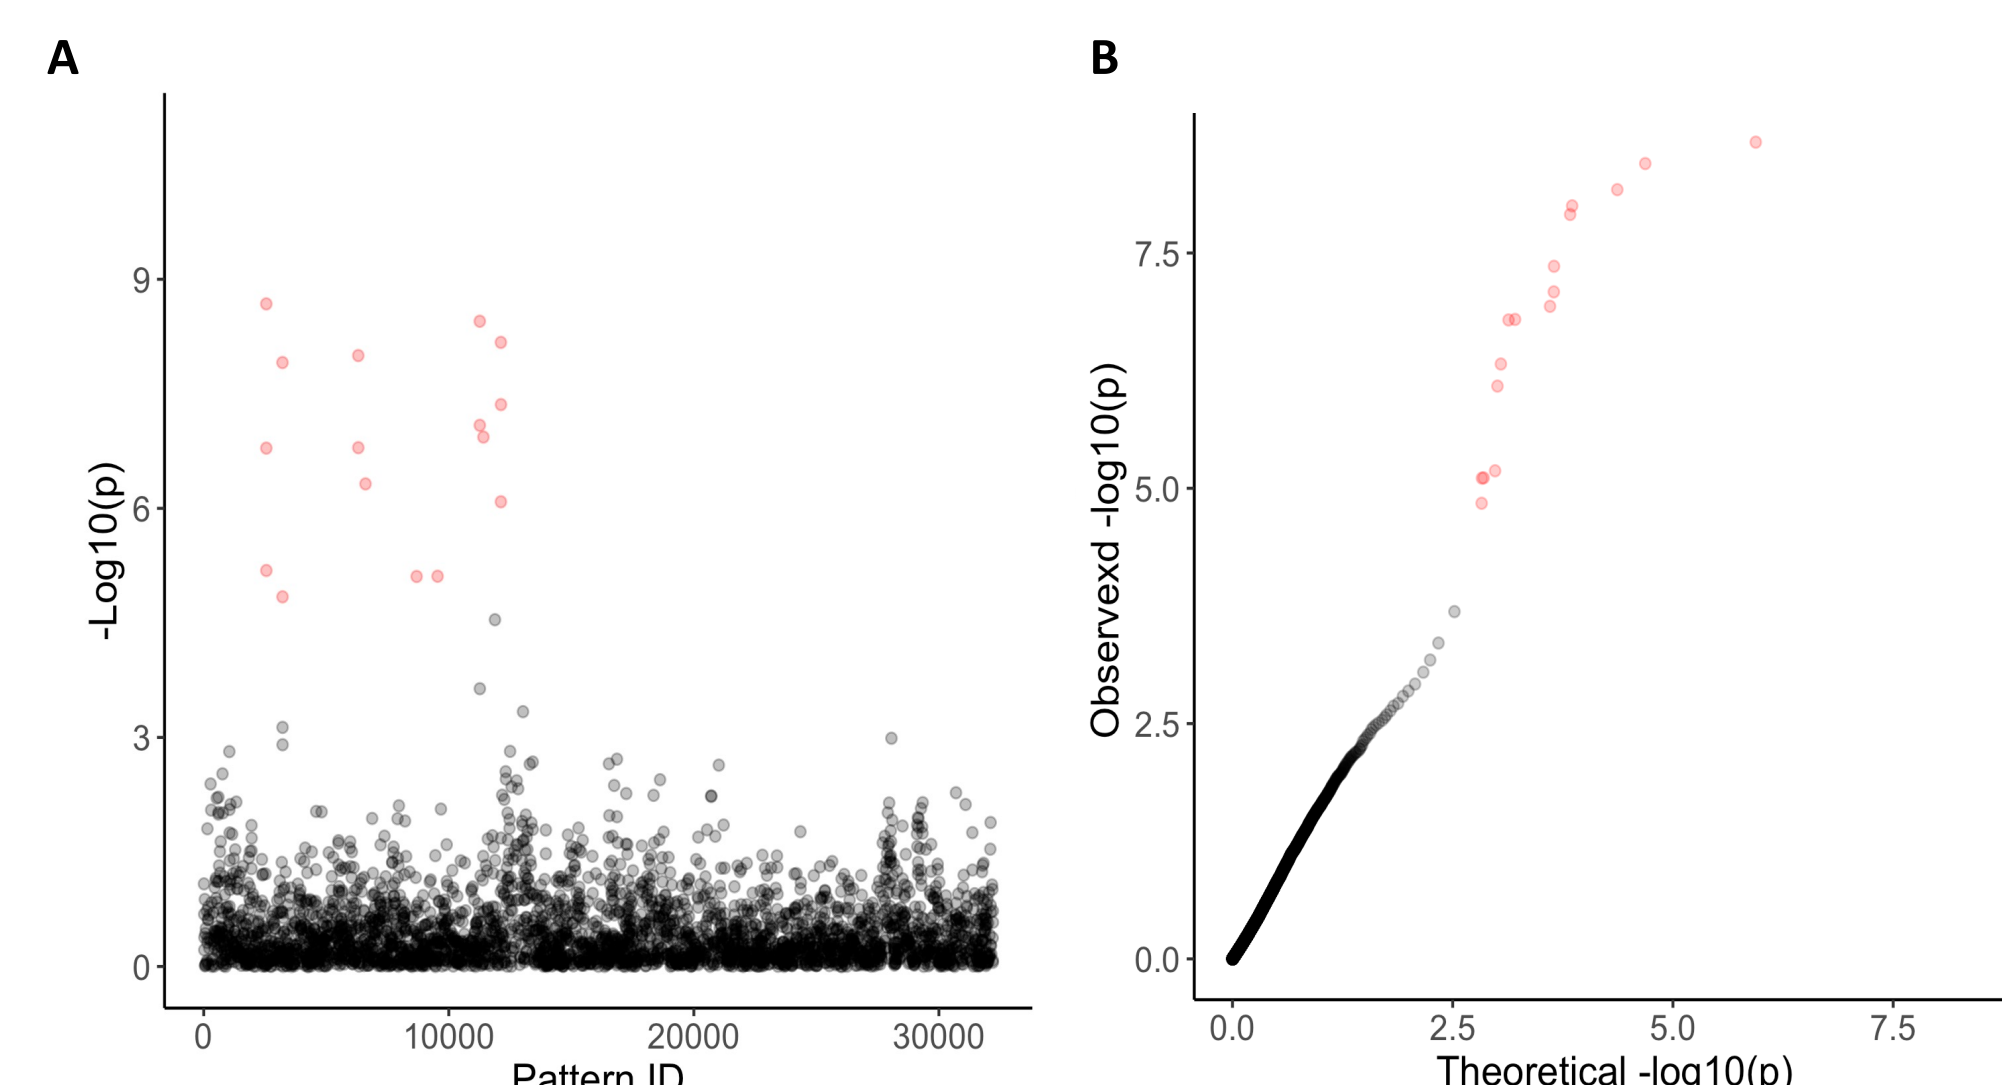 A
B
-Log10(p)
9
6
3
0
0
10000
20000
30000
Pattern ID
Observexd -log10(p)
7.5
5.0
2.5
0.0
0.0
2.5
5.0
7.5
Theoretical -log10(p)